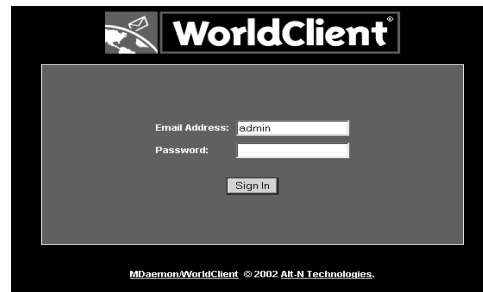 WorldClient®
Email Address: admin
Password:
Sign In
MDaemon/WorldClient © 2002 Alt-N Technologies.